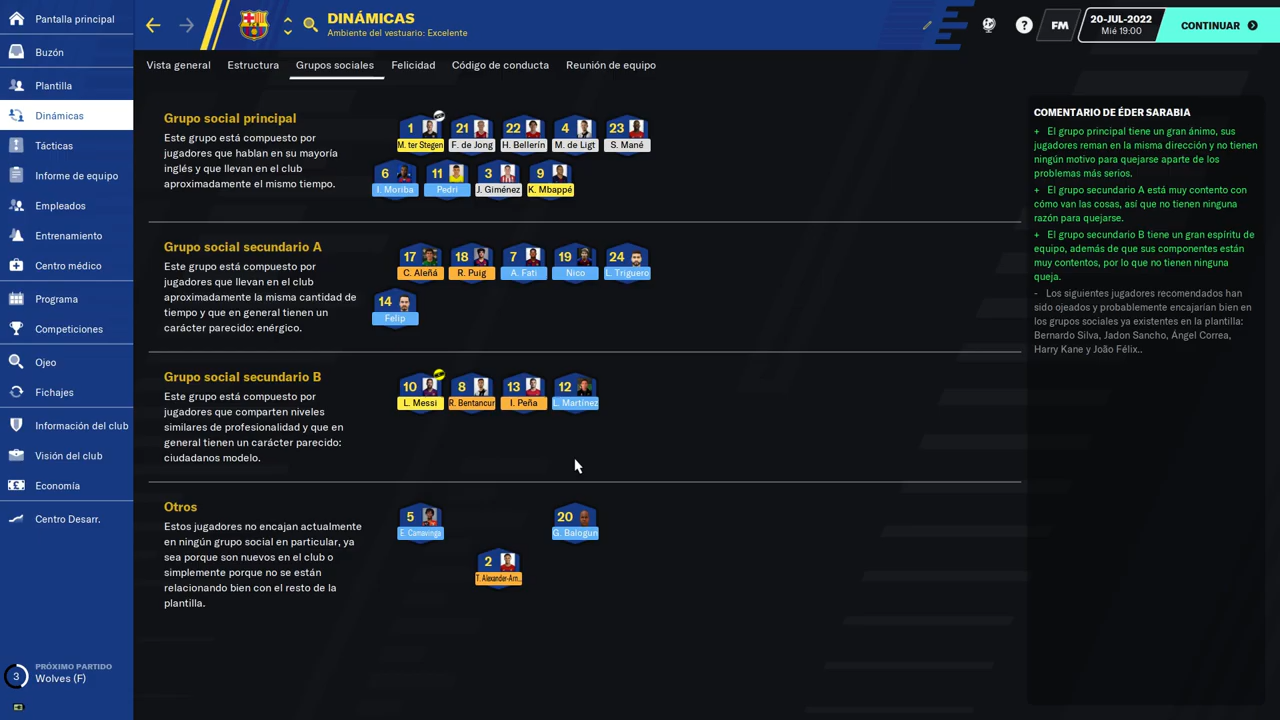 Pantalla principal
Buzón
Plantilla
Dinámicas
Tácticas
Informe de equipo
Empleados
Entrenamiento
Centro médico
Programa
Competiciones
Ojeo
Fichajes
Información del club
Visión del club
Economía
Centro Desarr.
PRÓXIMO PARTIDO
3
Wolves (F)
DINÁMICAS
Ambiente del vestuario: Excelente
?
FM
20-JUL-2022
Mié 19:00
CONTINUAR
Vista general Estructura Grupos sociales Felicidad Código de conducta Reunión de equipo
Grupo social principal
Este grupo está compuesto por
jugadores que hablan en su mayoría
inglés y que llevan en el club
aproximadamente el mismo tiempo.
1 21 22 4 23
M. ter Stegen F. de Jong H. Bellerín M. de Ligt S. Mané
6 11 3 9
I. Moriba Pedri J. Giménez K. Mbappé
Grupo social secundario A
Este grupo está compuesto por
jugadores que llevan en el club
aproximadamente la misma cantidad de
tiempo y que en general tienen un
carácter parecido: enérgico.
17 18 7 19 24
C. Aleñá R. Puig A. Fati Nico L. Triguero
14
Felip
Grupo social secundario B
Este grupo está compuesto por
jugadores que comparten niveles
similares de profesionalidad y que en
general tienen un carácter parecido:
ciudadanos modelo.
10 8 13 12
L. Messi R. Bentancur I. Peña L. Martínez
Otros
Estos jugadores no encajan actualmente
en ningún grupo social en particular, ya
sea porque son nuevos en el club o
simplemente porque no se están
relacionando bien con el resto de la
plantilla.
5 20
E. Camavinga G. Balogun
2
T. Alexander-Arn...
COMENTARIO DE ÉDER SARABIA
+ El grupo principal tiene un gran ánimo, sus
jugadores reman en la misma dirección y no tienen
ningún motivo para quejarse aparte de los
problemas más serios.
+ El grupo secundario A está muy contento con
cómo van las cosas, así que no tienen ninguna
razón para quejarse.
+ El grupo secundario B tiene un gran espíritu de
equipo, además de que sus componentes están
muy contentos, por lo que no tienen ninguna
queja.
- Los siguientes jugadores recomendados han
sido ojeados y probablemente encajarían bien en
los grupos sociales ya existentes en la plantilla:
Bernardo Silva, Jadon Sancho, Ángel Correa,
Harry Kane y João Félix..